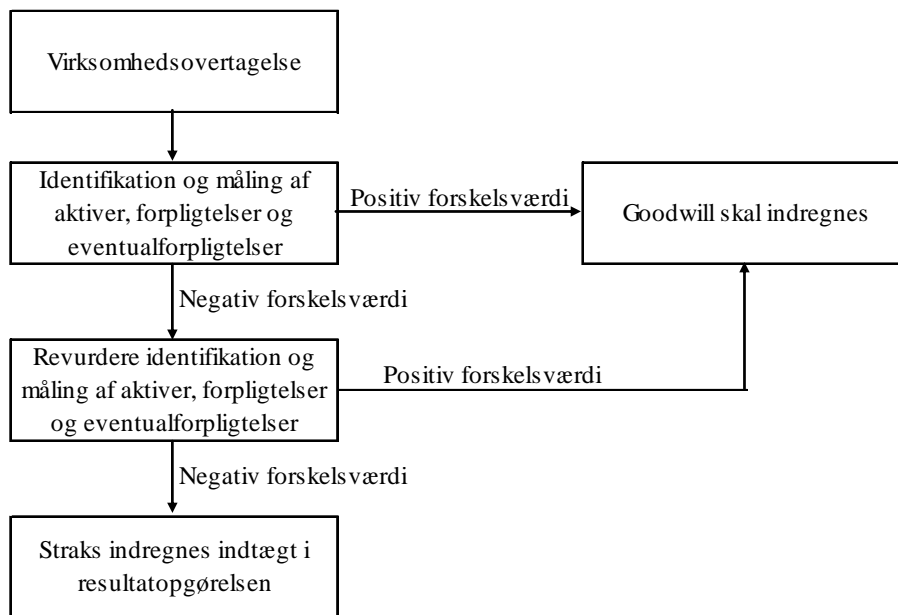 Virksomhedsovertagelse
Identifikation og måling af
aktiver, forpligtelser og
eventualforpligtelser
Positiv forskelsværdi
Goodwill skal indregnes
Negativ forskelsværdi
Revurdere identifikation og
måling af aktiver, forpligtelser
og eventualforpligtelser
Positiv forskelsværdi
Negativ forskelsværdi
Straks indregnes indtægt i
resultatopgørelsen